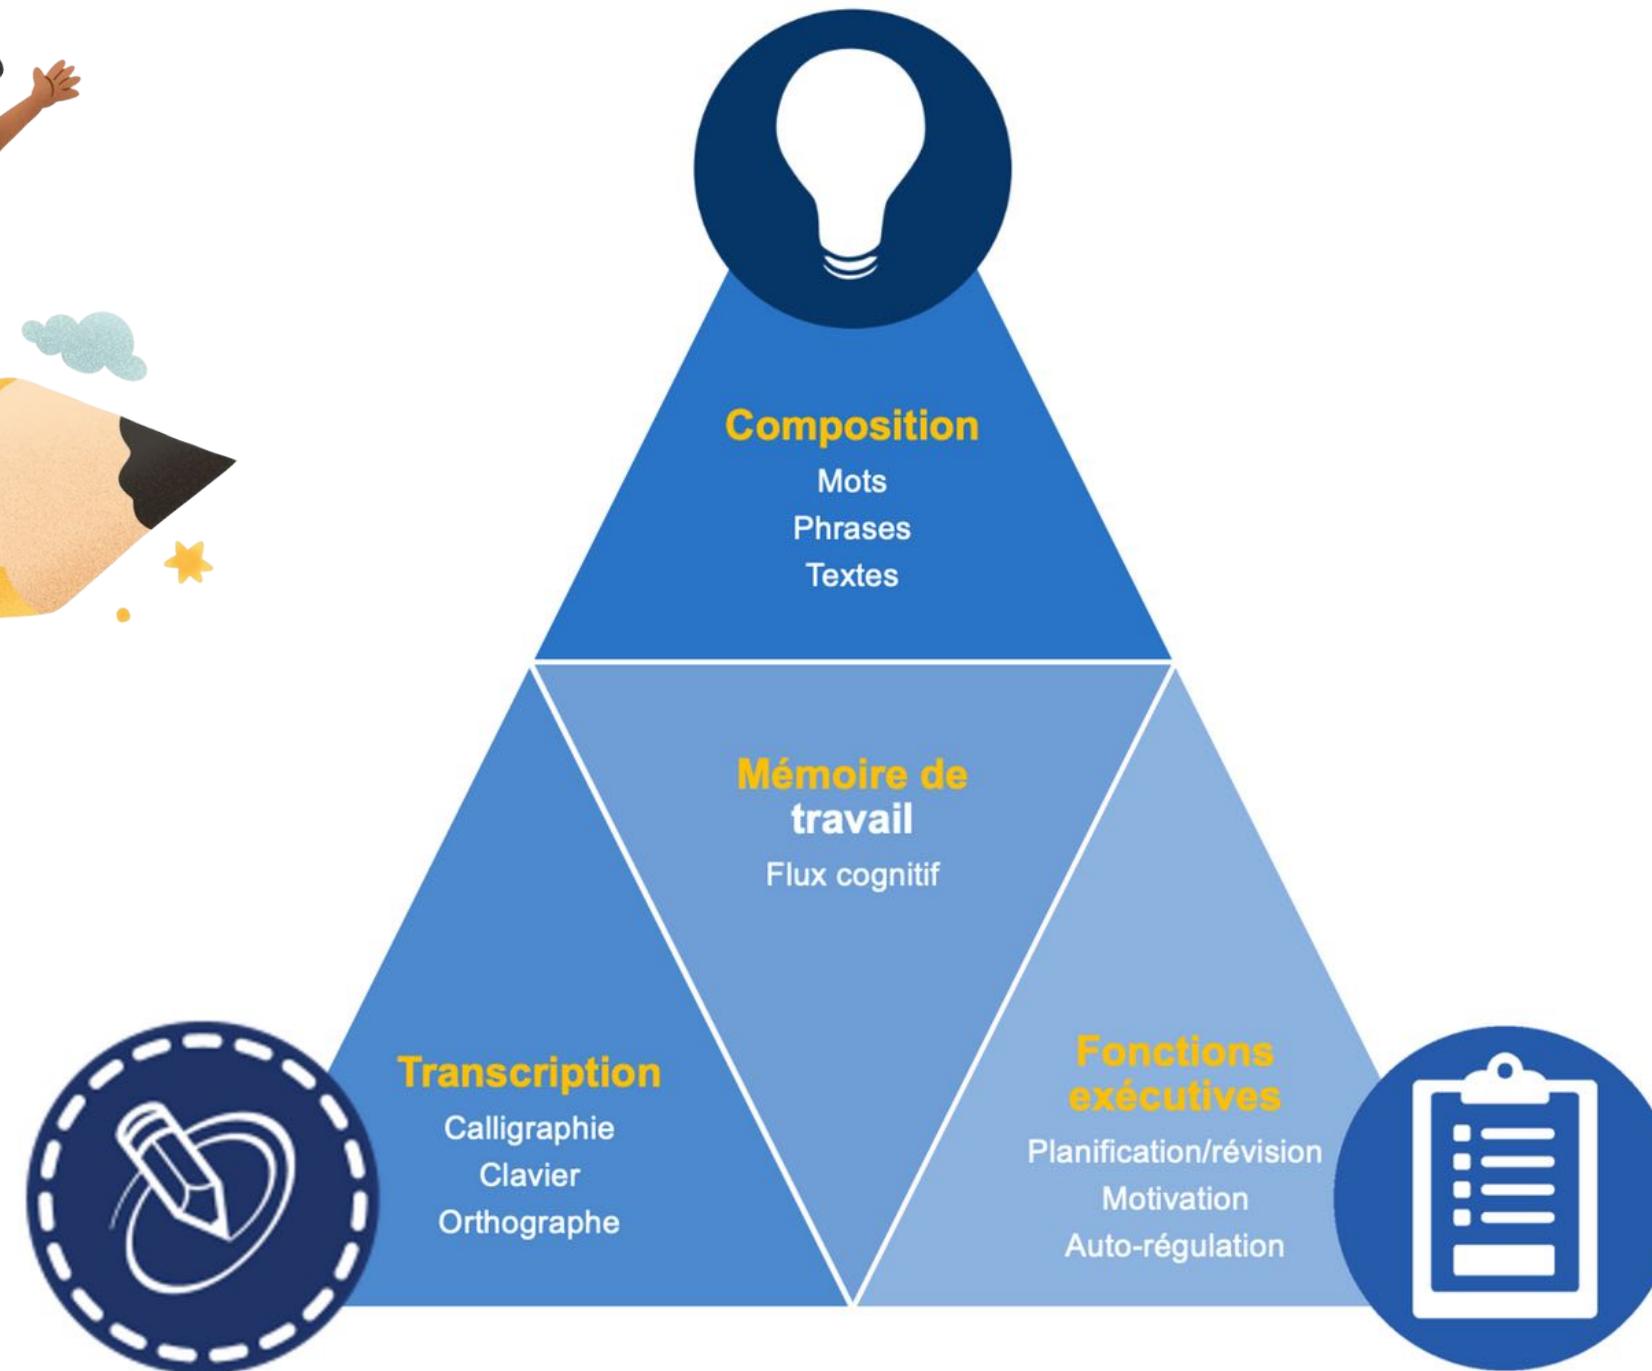 Composition
Mots
Phrases
Textes
Mémoire de
travail
Flux cognitif
Transcription
Calligraphie
Clavier
Orthographe
Fonctions
exécutives
Planification/révision
Motivation
Auto-régulation